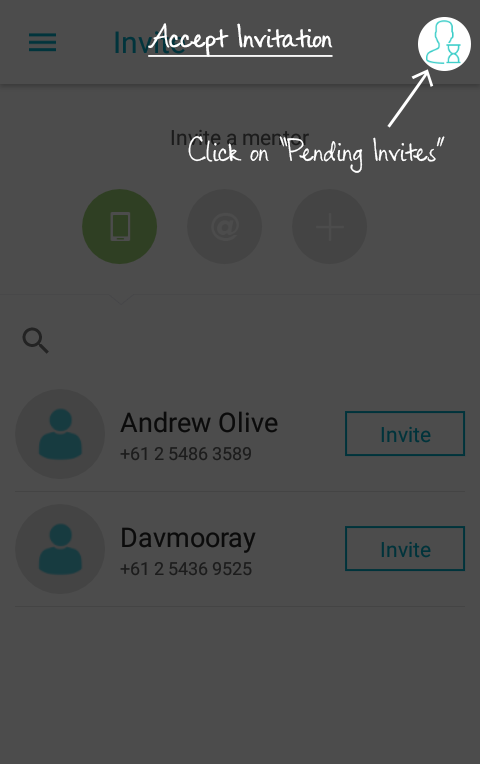 Invite
Accept Invitation
Invite a mentor
Click on "Pending Invites"
@
Andrew Olive
+61 2 5486 3589
Invite
Davmooray
+61 2 5436 9525
Invite